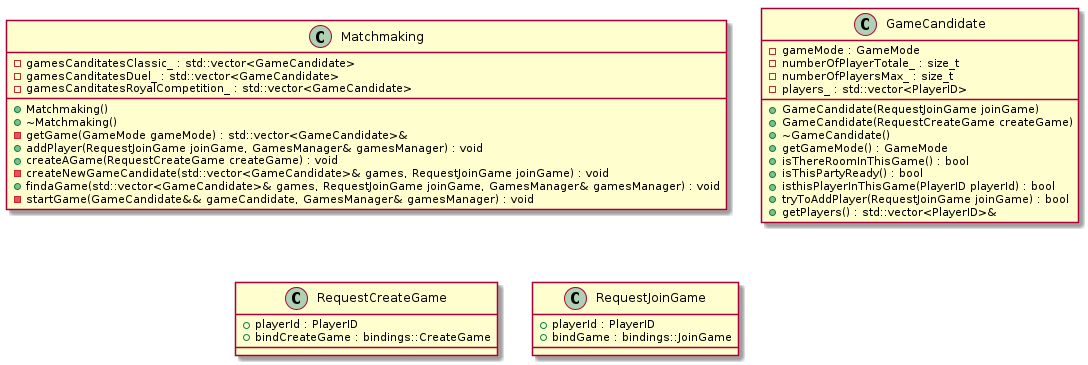 C Matchmaking
gamesCanditatesClassic_ : std::vector<GameCandidate>
gamesCanditatesDuel_ : std::vector<GameCandidate>
gamesCanditatesRoyalCompetition_ : std::vector<GameCandidate>
Matchmaking()
~Matchmaking()
getGame(GameMode gameMode) : std::vector<GameCandidate>&
addPlayer(RequestJoinGame joinGame, GamesManager& gamesManager) : void
createAGame(RequestCreateGame createGame) : void
createNewGameCandidate(std::vector<GameCandidate>& games, RequestJoinGame joinGame) : void
findaGame(std::vector<GameCandidate>& games, RequestJoinGame joinGame, GamesManager& gamesManager) : void
startGame(GameCandidate&& gameCandidate, GamesManager& gamesManager) : void
C GameCandidate
gameMode : GameMode
numberOfPlayerTotale_ : size_t
numberOfPlayersMax_ : size_t
players_ : std::vector<PlayerID>
GameCandidate(RequestJoinGame joinGame)
GameCandidate(RequestCreateGame createGame)
~GameCandidate()
getGameMode() : GameMode
isThereRoomInThisGame() : bool
isThisPartyReady() : bool
isthisPlayerInThisGame(PlayerID playerId) : bool
tryToAddPlayer(RequestJoinGame joinGame) : bool
getPlayers() : std::vector<PlayerID>&
C RequestCreateGame
playerId : PlayerID
bindCreateGame : bindings::CreateGame
C RequestJoinGame
playerId : PlayerID
bindGame : bindings::JoinGame